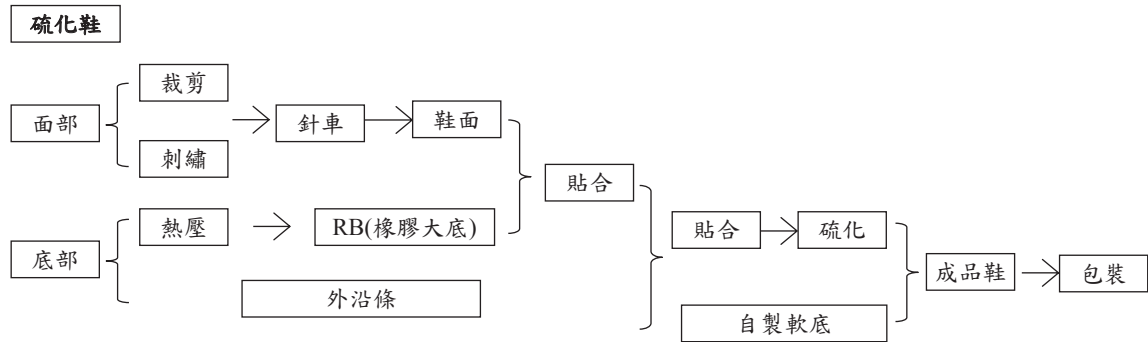 硫化鞋
裁剪
面部
針車
鞋面
刺繡
貼合
熱壓
RB(橡膠大底)
貼合
硫化
底部
成品鞋
包裝
外沿條
自製軟底